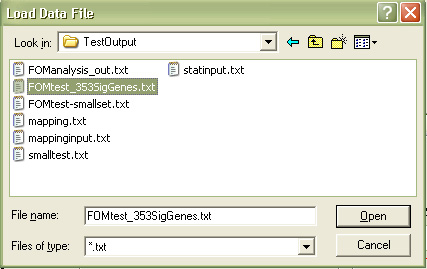 Load Data File
Look in: TestOutput
FOManalysis_out.txt
FOMtest_353SigGenes.txt
FOMtest-smallset.txt
mapping.txt
mappinginput.txt
smalltest.txt
statinput.txt
File name: FOMtest_353SigGenes.txt Open
Files of type: *.txt Cancel